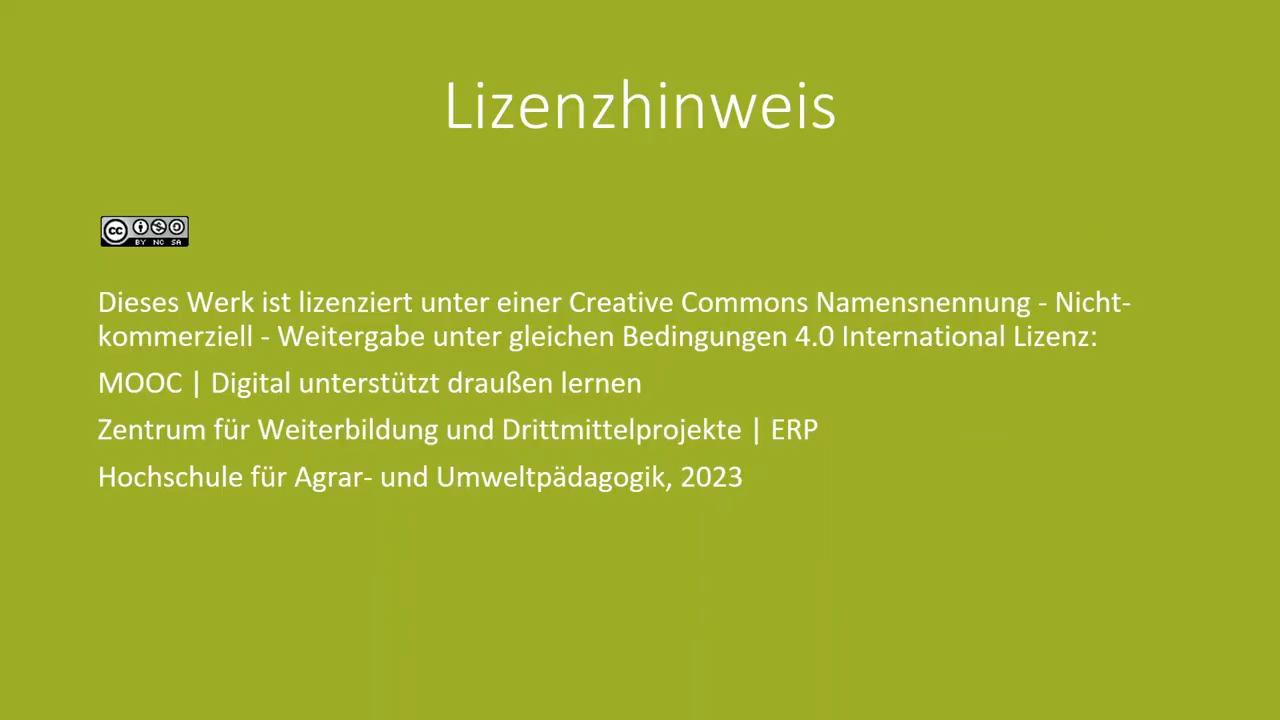 Lizenzhinweis
cc
BY NC SA
Dieses Werk ist lizenziert unter einer Creative Commons Namensnennung - Nicht-
kommerziell - Weitergabe unter gleichen Bedingungen 4.0 International Lizenz:
MOOC | Digital unterstützt draußen lernen
Zentrum für Weiterbildung und Drittmittelprojekte | ERP
Hochschule für Agrar- und Umweltpädagogik, 2023